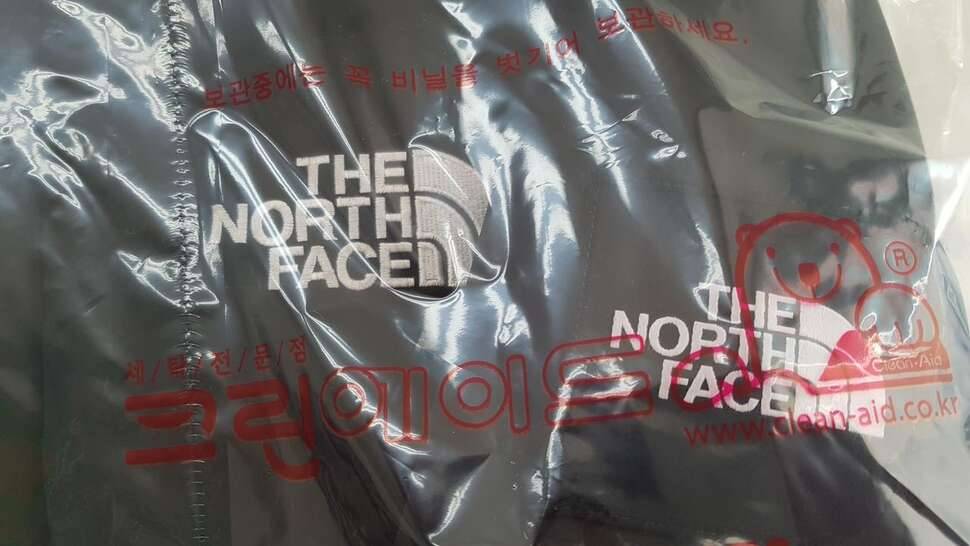 보관중에는 꼭 비닐을 벗기어 보관하세요.
THE
NORTH
FACE
THE
NORTH
FACE
®
Clean-Aid
세/탁/전/문/점
크린에이드
www.clean-aid.co.kr